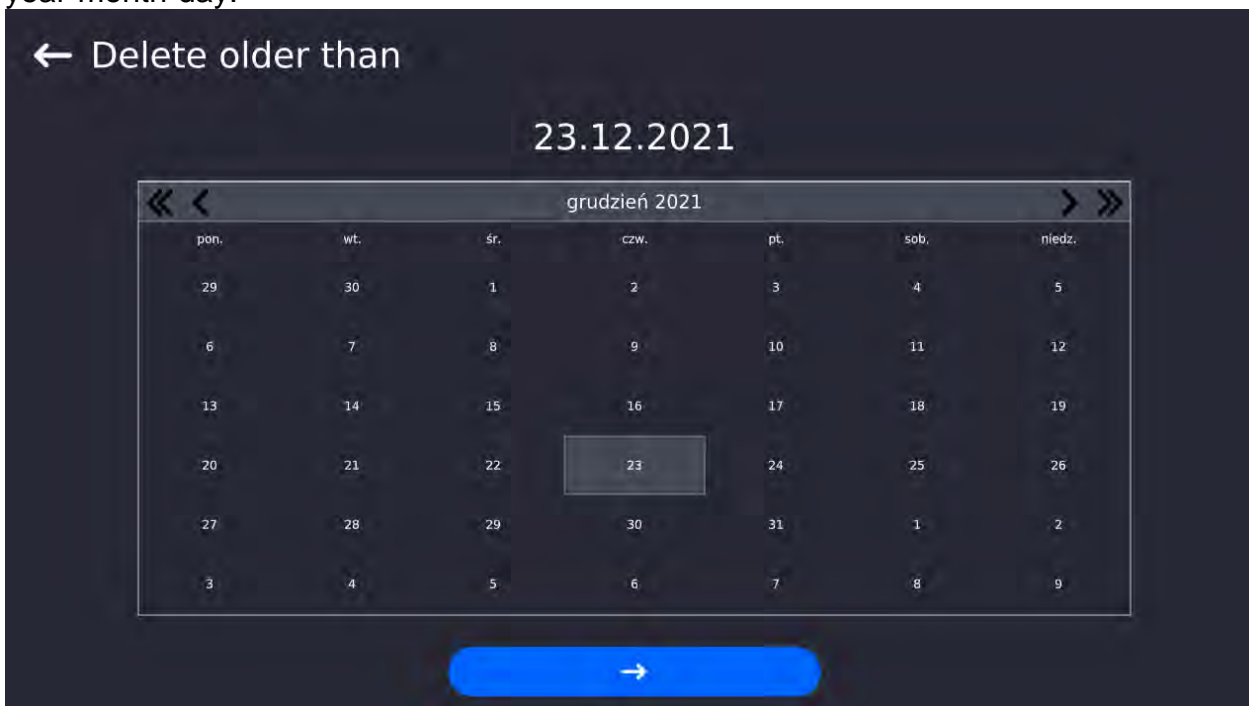 year-month-day.
← Delete older than
23.12.2021
grudzień 2021
pon. wt. śr. czw. pt. sob. niedz.
29 30 1 2 3 4 5
6 7 8 9 10 11 12
13 14 15 16 17 18 19
20 21 22 23 24 25 26
27 28 29 30 31 1 2
3 4 5 6 7 8 9
→